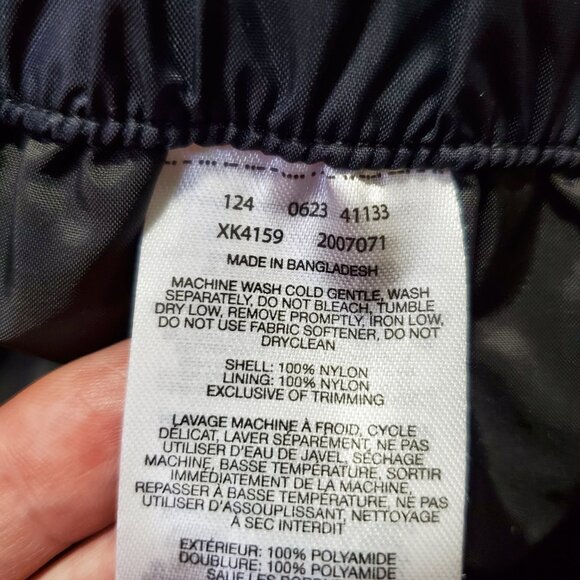 124 0623 41133
XK4159 2007071
MADE IN BANGLADESH
MACHINE WASH COLD GENTLE, WASH
SEPARATELY, DO NOT BLEACH, TUMBLE
DRY LOW, REMOVE PROMPTLY, IRON LOW,
DO NOT USE FABRIC SOFTENER, DO NOT
DRYCLEAN
SHELL: 100% NYLON
LINING: 100% NYLON
EXCLUSIVE OF TRIMMING
LAVAGE MACHINE À FROID, CYCLE
DÉLICAT, LAVER SÉPARÉMENT, NE PAS
UTILISER D'EAU DE JAVEL, SÉCHAGE
MACHINE, BASSE TEMPÉRATURE, SORTIR
IMMÉDIATEMENT DE LA MACHINE,
REPASSER À BASSE TEMPÉRATURE, NE PAS
UTILISER D'ASSOUPLISSANT, NETTOYAGE
À SEC INTERDIT
EXTÉRIEUR: 100% POLYAMIDE
DOUBLURE: 100% POLYAMIDE
SAUF LES